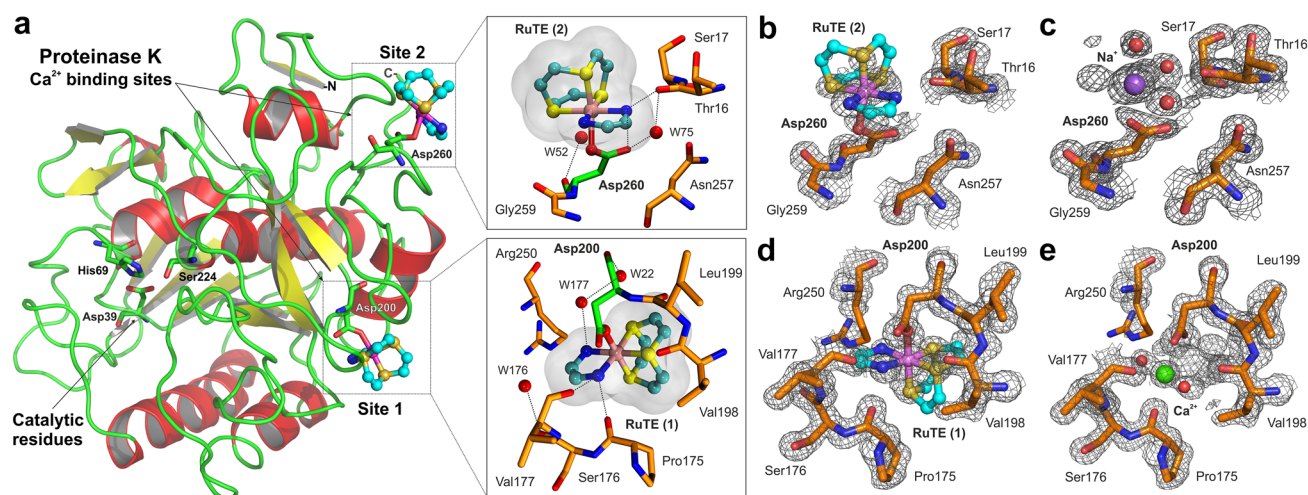 a
Proteinase K
Ca²⁺ binding sites
Site 2
C
N
Asp260
His69
Ser224
Asp39
Asp200
Catalytic
residues
Site 1
RuTE (2)
Ser17
Thr16
W75
W52
Asp260
Asn257
Gly259
Asp200
Arg250
W22
Leu199
W177
W176
Val198
RuTE (1)
Ser176
Pro175
Val177
b
RuTE (2)
Ser17
Thr16
Asp260
Asn257
Gly259
c
Ser17
Na⁺
Thr16
Asp260
Asn257
Gly259
d
Asp200
Leu199
Arg250
Val177
Val198
RuTE (1)
Ser176
Pro175
e
Asp200
Leu199
Arg250
Val177
Ca²⁺
Val198
Ser176
Pro175